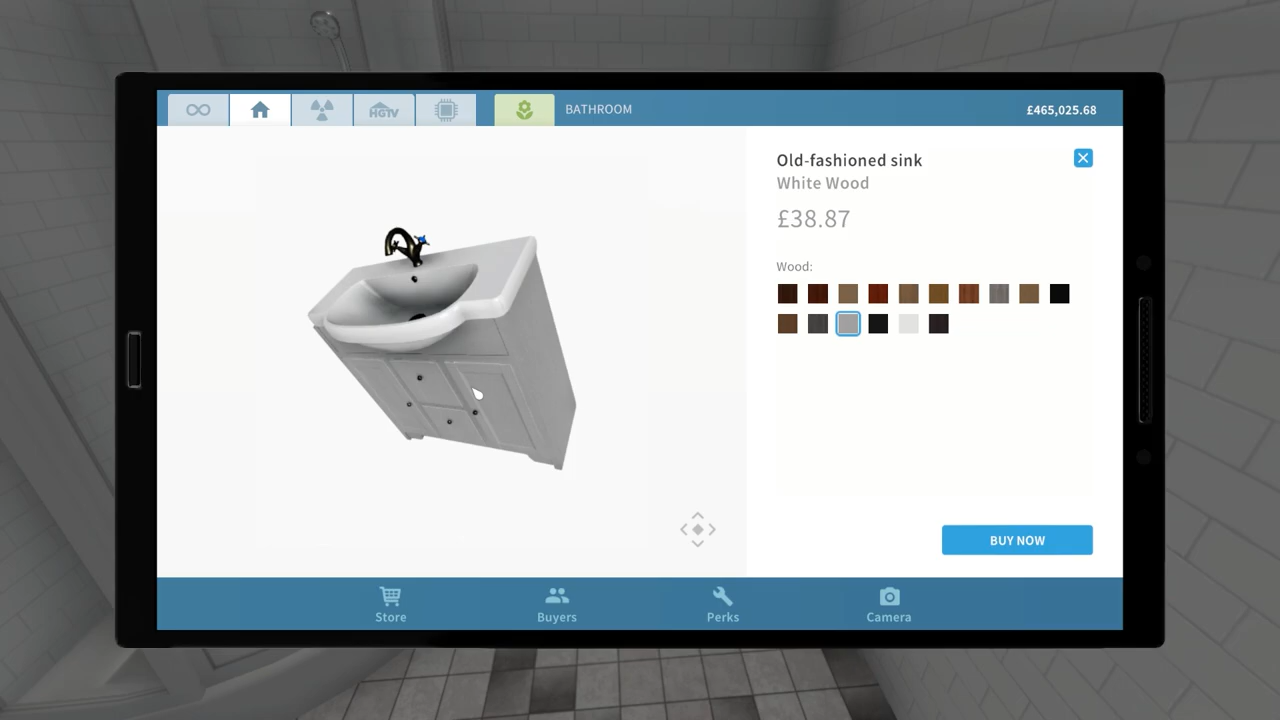 HGTV
BATHROOM
£465,025.68
Old-fashioned sink
White Wood
£38.87
Wood:
BUY NOW
Store
Buyers
Perks
Camera